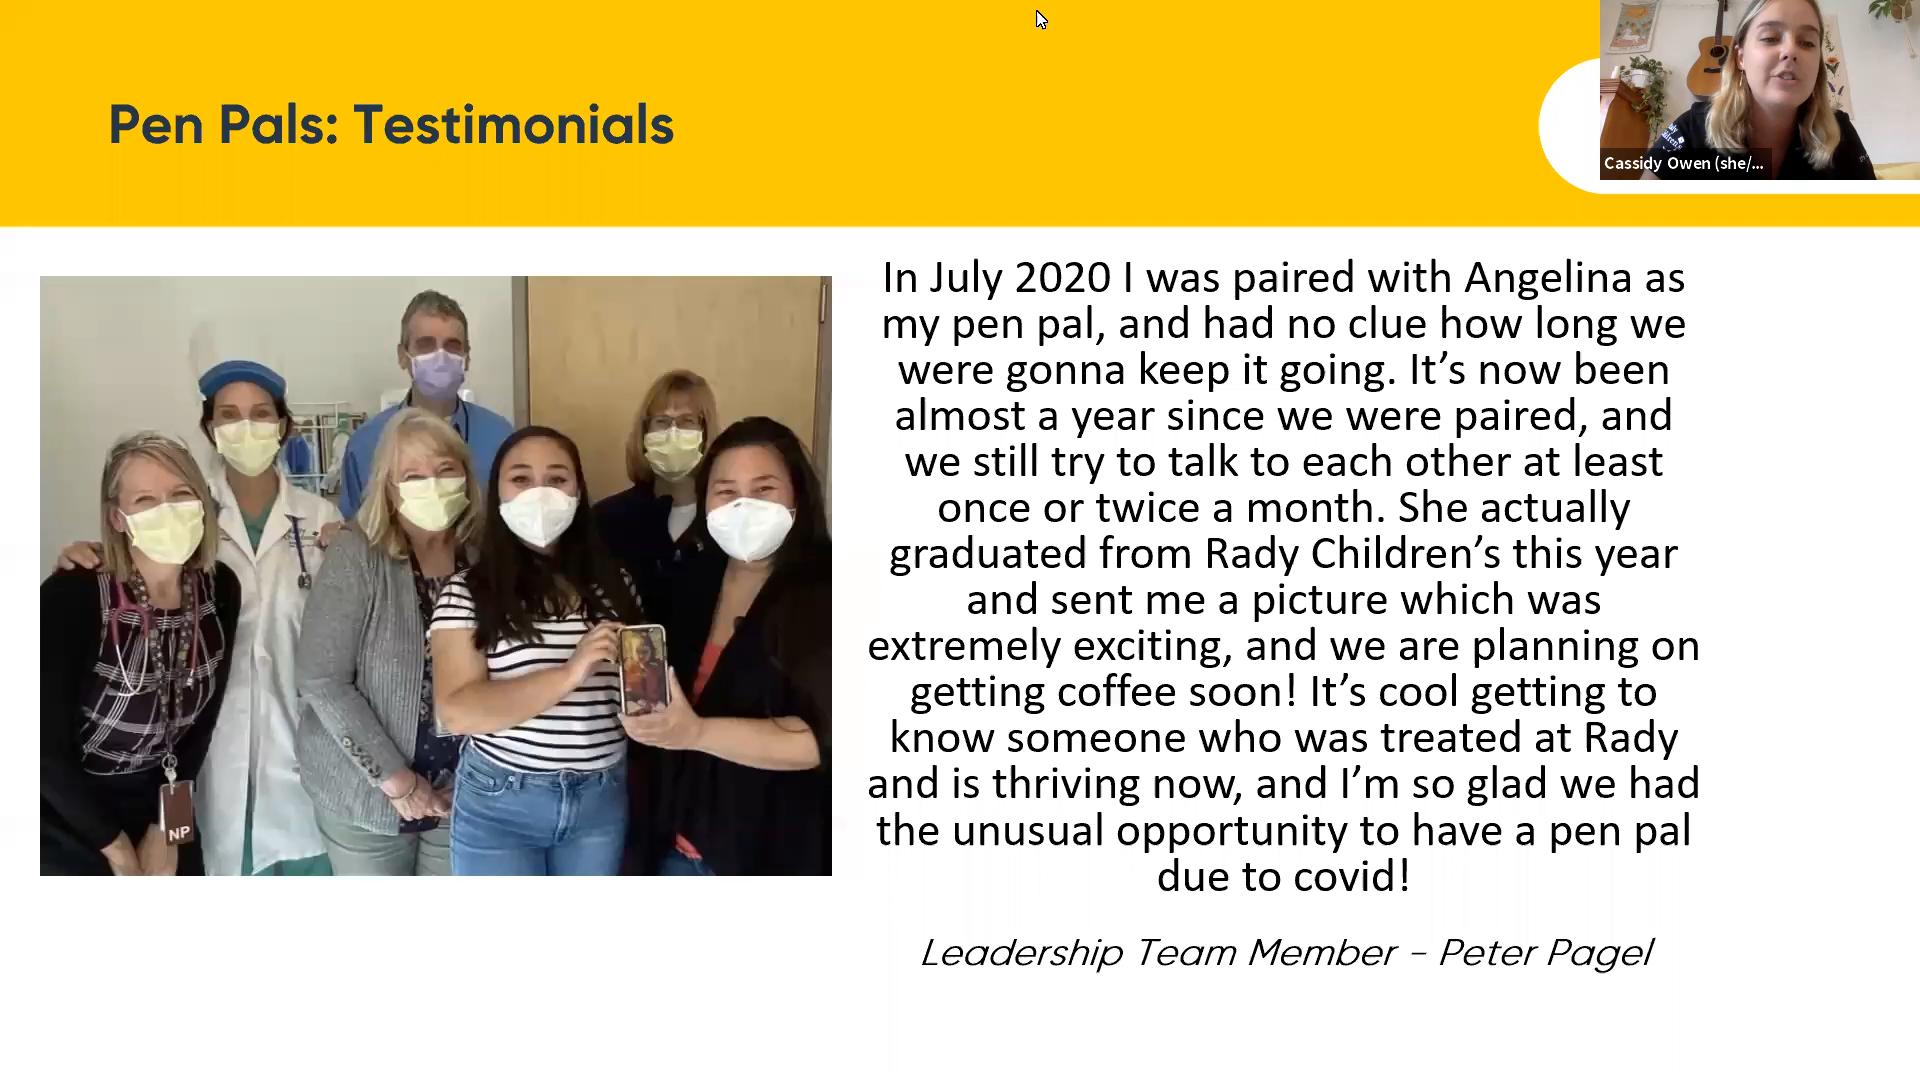 Pen Pals: Testimonials
Cassidy Owen (she/...
In July 2020 I was paired with Angelina as
my pen pal, and had no clue how long we
were gonna keep it going. It’s now been
almost a year since we were paired, and
we still try to talk to each other at least
once or twice a month. She actually
graduated from Rady Children’s this year
and sent me a picture which was
extremely exciting, and we are planning on
getting coffee soon! It’s cool getting to
know someone who was treated at Rady
and is thriving now, and I’m so glad we had
the unusual opportunity to have a pen pal
due to covid!
Leadership Team Member – Peter Pagel
NP